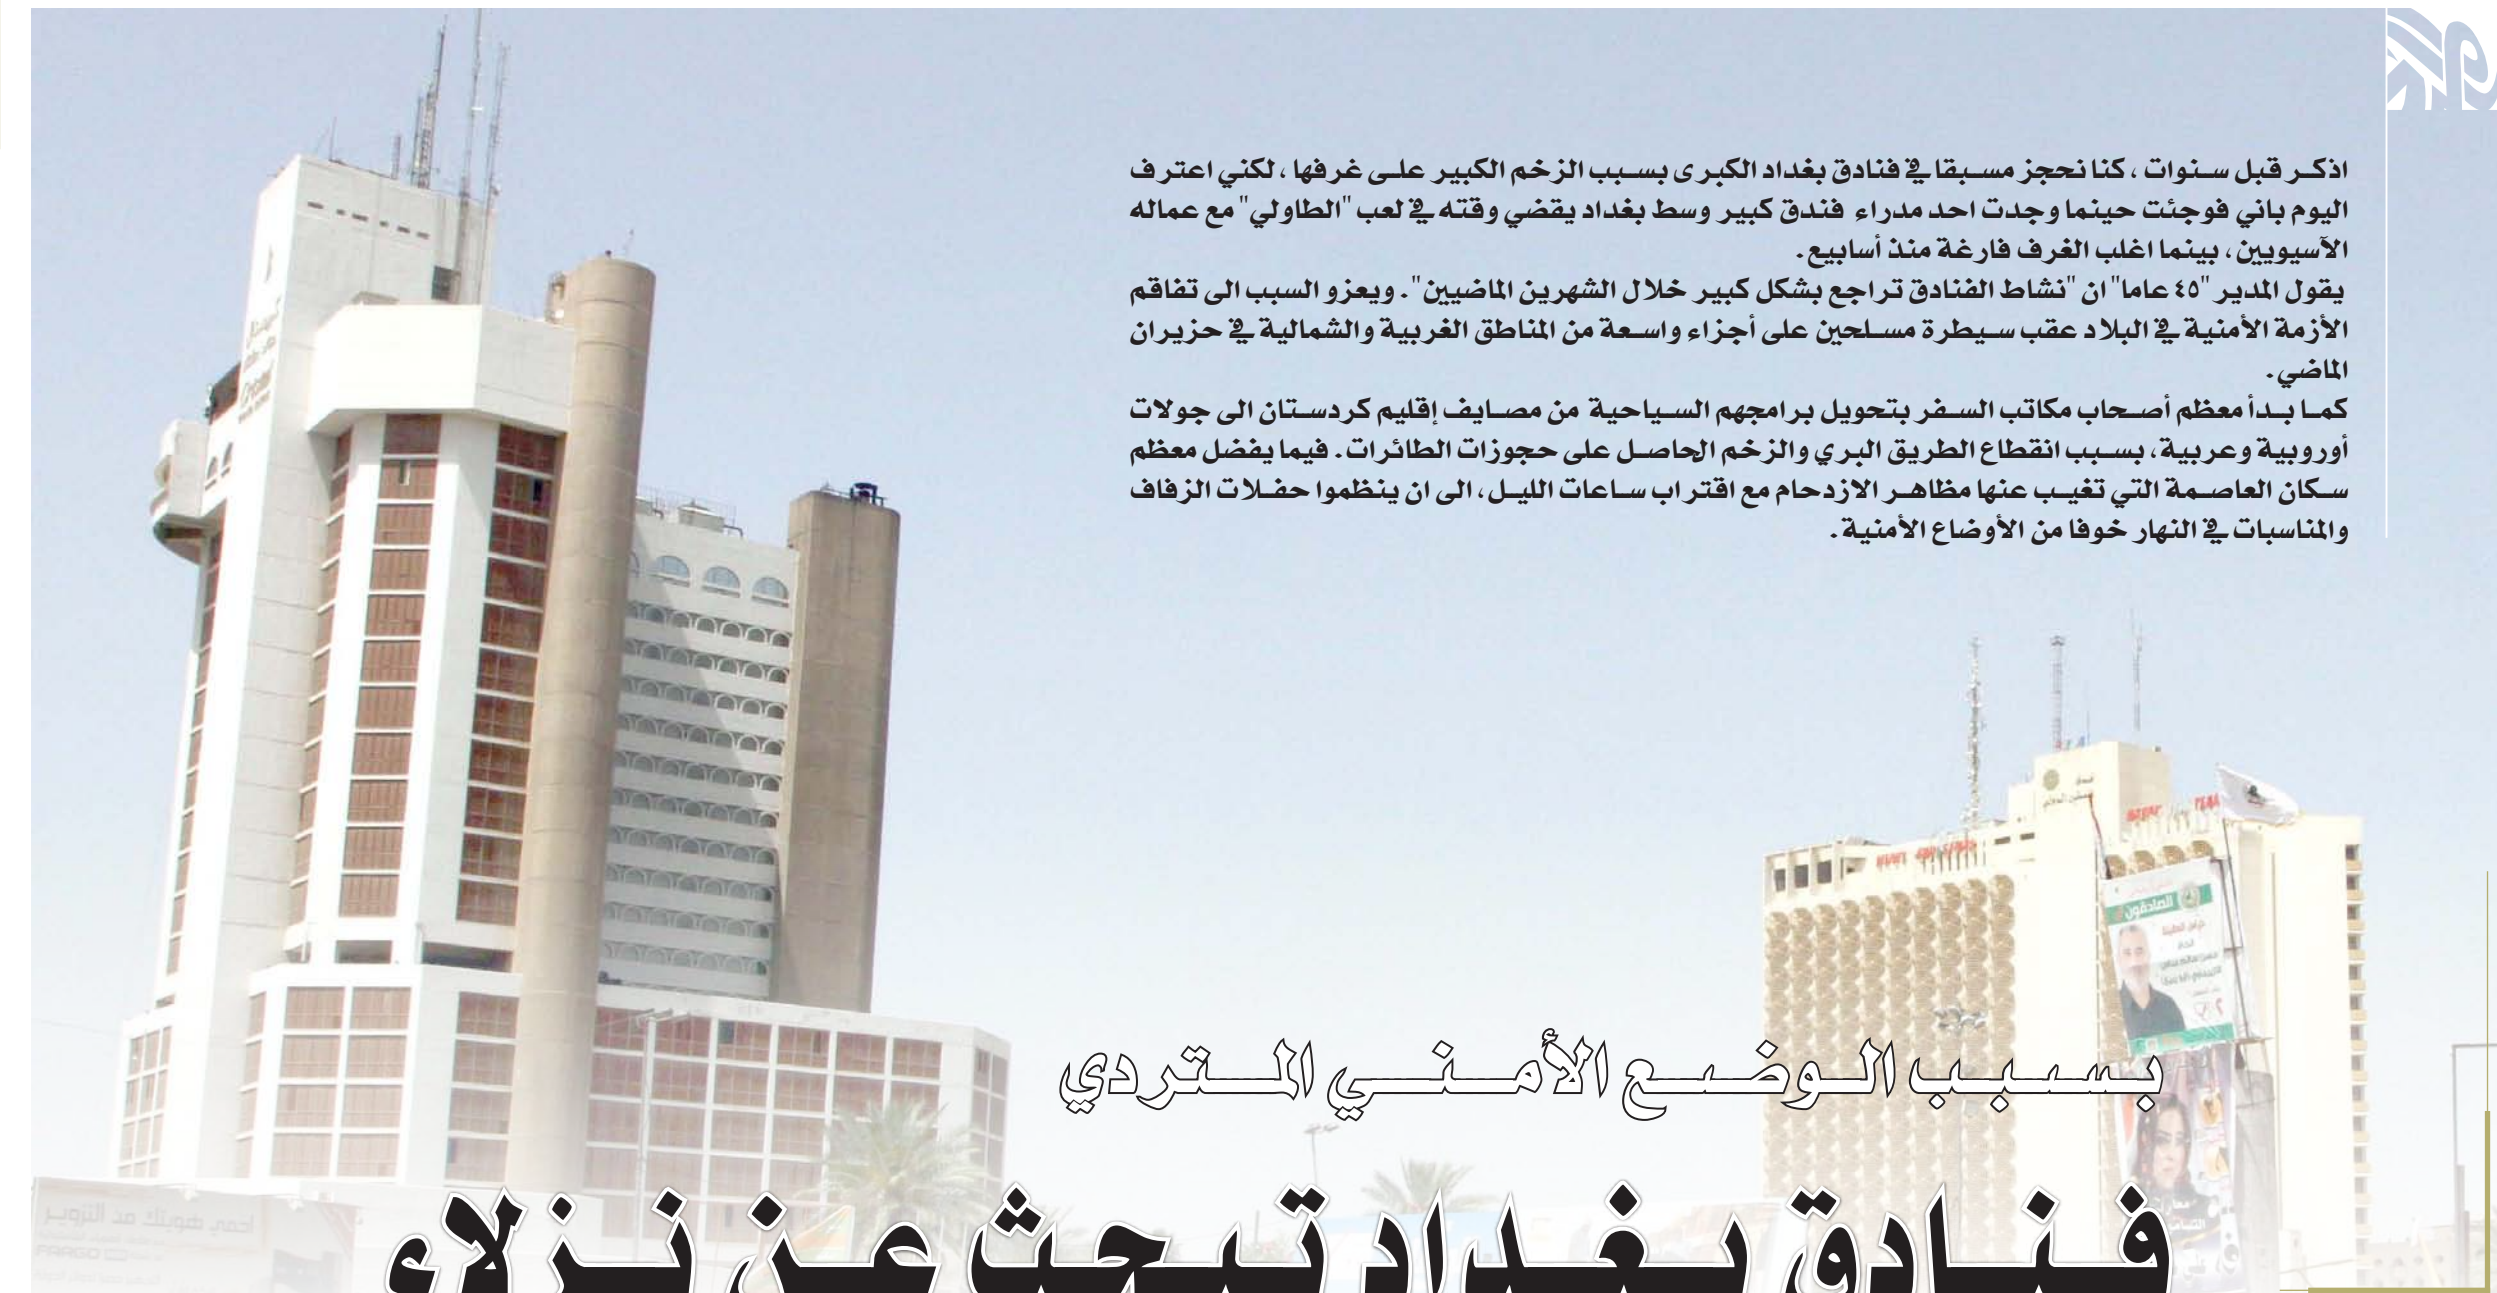 اذكر قبل سنوات ، كنا نحجز مسبقا في فنادق بغداد الكبرى بسبب الزخم الكبير على غرفها ، لكني اعترف
اليوم باني فوجئت حينما وجدت احد مدراء فندق كبير وسط بغداد يقضي وقته في لعب "الطاولي" مع عماله
الآسيويين ، بينما اغلب الغرف فارغة منذ أسابيع.
يقول المدير "٤٥ عاما" ان "نشاط الفنادق تراجع بشكل كبير خلال الشهرين الماضيين". ويعزو السبب الى تفاقم
الأزمة الأمنية في البلاد عقب سيطرة مسلحين على أجزاء واسعة من المناطق الغربية والشمالية في حزيران
الماضي.
كما بدأ معظم أصحاب مكاتب السفر بتحويل برامجهم السياحية من مصايف إقليم كردستان الى جولات
أوروبية وعربية، بسبب انقطاع الطريق البري والزخم الحاصل على حجوزات الطائرات. فيما يفضل معظم
سكان العاصمة التي تغيب عنها مظاهر الازدحام مع اقتراب ساعات الليل، الى ان ينظموا حفلات الزفاف
والمناسبات في النهار خوفا من الأوضاع الأمنية.
الصادقون
بسبب الوضع الأمني المتردي
فنادق بغداد تبحث عن نزلاء
احمي هويتك ضد التزوير
FARGO